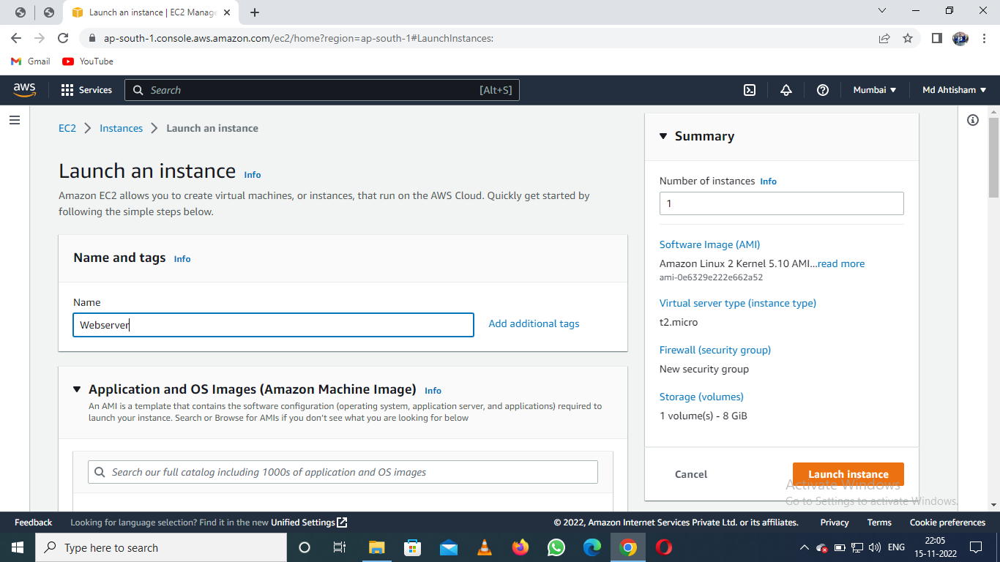 Launch an instance | EC2 Manage
ap-south-1.console.aws.amazon.com/ec2/home?region=ap-south-1#LaunchInstances:
Gmail
YouTube
aws
Services
Search
[Alt+S]
Mumbai
Md Ahtisham
EC2
Instances
Launch an instance
Launch an instance Info
Amazon EC2 allows you to create virtual machines, or instances, that run on the AWS Cloud. Quickly get started by
following the simple steps below.
Name and tags Info
Name
Webserver
Add additional tags
Application and OS Images (Amazon Machine Image) Info
An AMI is a template that contains the software configuration (operating system, application server, and applications) required to
launch your instance. Search or Browse for AMIs if you don't see what you are looking for below
Search our full catalog including 1000s of application and OS images
Summary
Number of instances Info
1
Software Image (AMI)
Amazon Linux 2 Kernel 5.10 AMI...read more
ami-0e6329e222e662a52
Virtual server type (instance type)
t2.micro
Firewall (security group)
New security group
Storage (volumes)
1 volume(s) - 8 GiB
Cancel
Launch instance
Activate Windows
Go to Settings to activate Windows.
Feedback
Looking for language selection? Find it in the new Unified Settings
© 2022, Amazon Internet Services Private Ltd. or its affiliates.
Privacy
Terms
Cookie preferences
Type here to search
ENG
22:05
15-11-2022